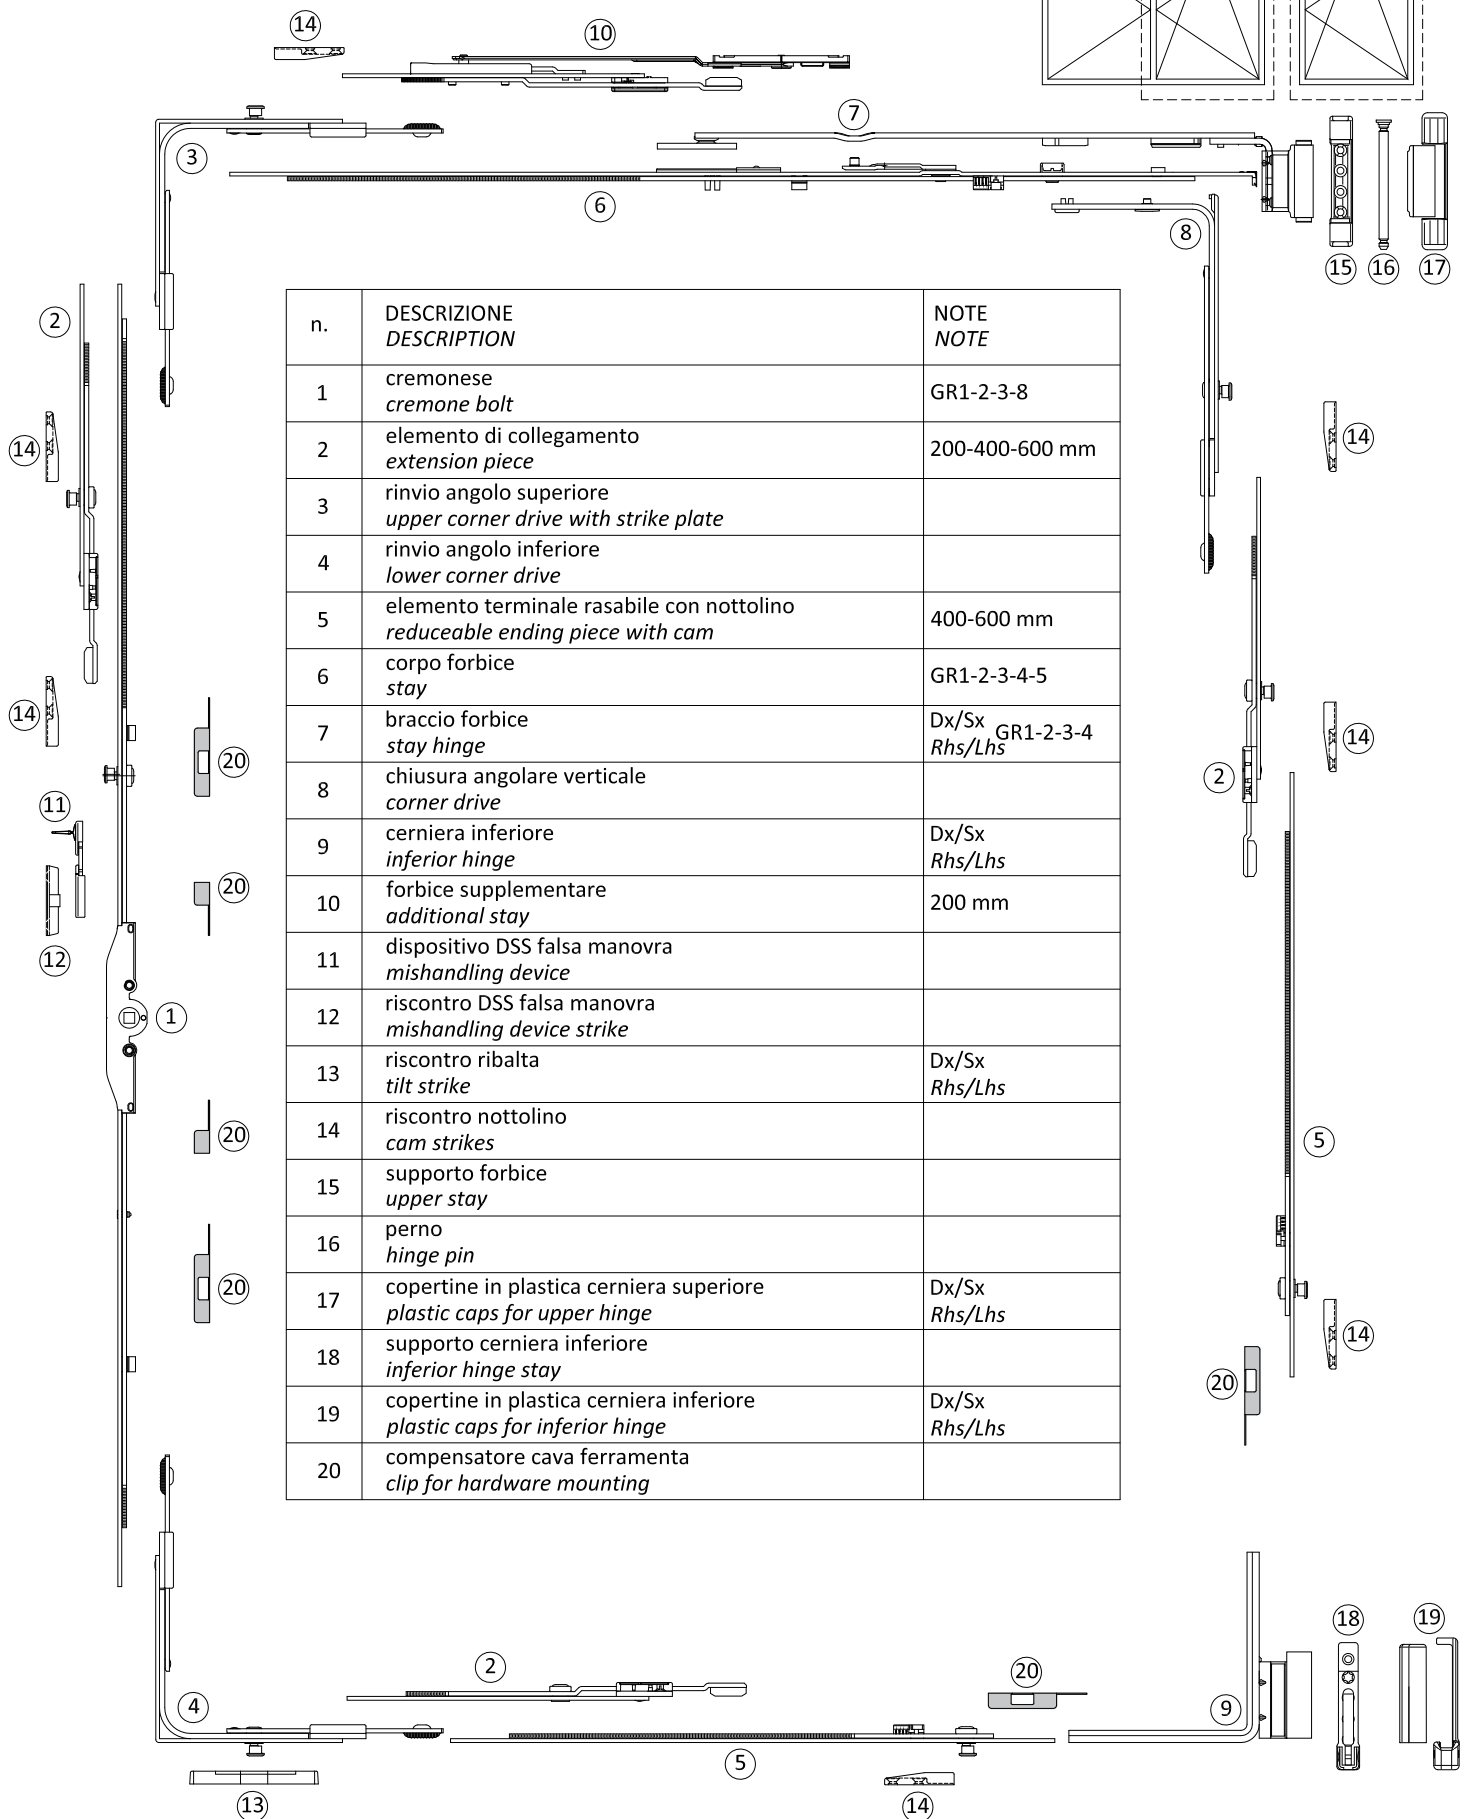 14
10
7
3
6
8
15
16
17
2
14
14
n. DESCRIZIONE NOTE
DESCRIPTION NOTE
1 cremonese GR1-2-3-8
cremone bolt
2 elemento di collegamento 200-400-600 mm
extension piece
3 rinvio angolo superiore
upper corner drive with strike plate
4 rinvio angolo inferiore
lower corner drive
5 elemento terminale rasabile con nottolino 400-600 mm
reduceable ending piece with cam
6 corpo forbice GR1-2-3-4-5
stay
7 braccio forbice Dx/Sx GR1-2-3-4
stay hinge Rhs/Lhs
8 chiusura angolare verticale
corner drive
9 cerniera inferiore Dx/Sx
inferior hinge Rhs/Lhs
10 forbice supplementare 200 mm
additional stay
11 dispositivo DSS falsa manovra
mishandling device
12 riscontro DSS falsa manovra
mishandling device strike
13 riscontro ribalta Dx/Sx
tilt strike Rhs/Lhs
14 riscontro nottolino
cam strikes
15 supporto forbice
upper stay
16 perno
hinge pin
17 copertine in plastica cerniera superiore Dx/Sx
plastic caps for upper hinge Rhs/Lhs
18 supporto cerniera inferiore
inferior hinge stay
19 copertine in plastica cerniera inferiore Dx/Sx
plastic caps for inferior hinge Rhs/Lhs
20 compensatore cava ferramenta
clip for hardware mounting
14
14
20
2
11
20
12
1
20
5
20
14
20
18
19
2
20
4
9
5
13
14